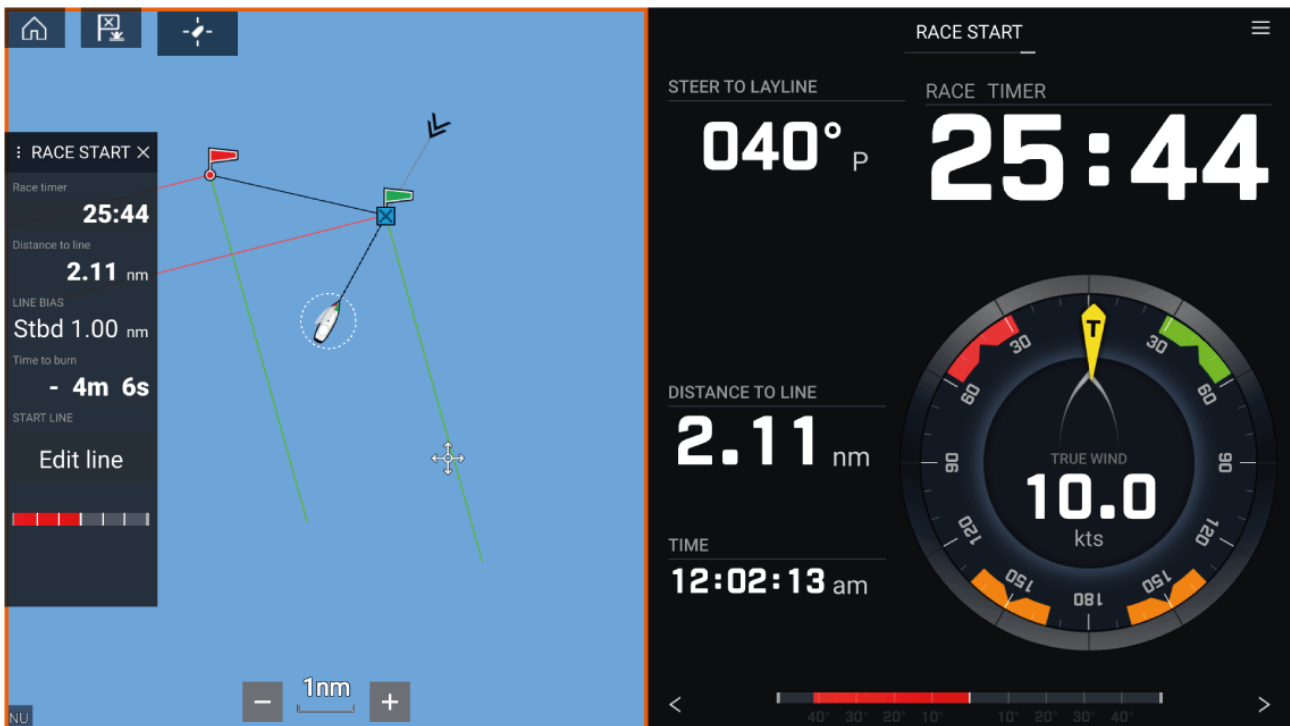 RACE START
Race timer
25:44
Distance to line
2.11 nm
LINE BIAS
Stbd 1.00 nm
Time to burn
- 4m 6s
START LINE
Edit line
1nm
NU
RACE START
STEER TO LAYLINE
040° P
RACE TIMER
25:44
DISTANCE TO LINE
2.11 nm
TIME
12:02:13 am
T
30 30
60 60
90 90
120 120
150 150
180
TRUE WIND
10.0
kts
40° 30° 20° 10° 10° 20° 30° 40°